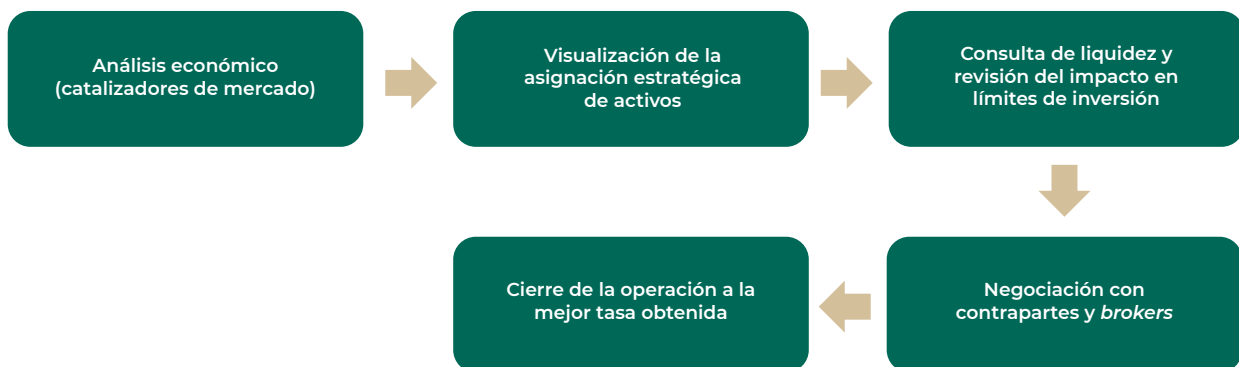 Análisis económico
(catalizadores de mercado)
Visualización de la
asignación estratégica
de activos
Consulta de liquidez y
revisión del impacto en
límites de inversión
Negociación con
contrapartes y brokers
Cierre de la operación a la
mejor tasa obtenida